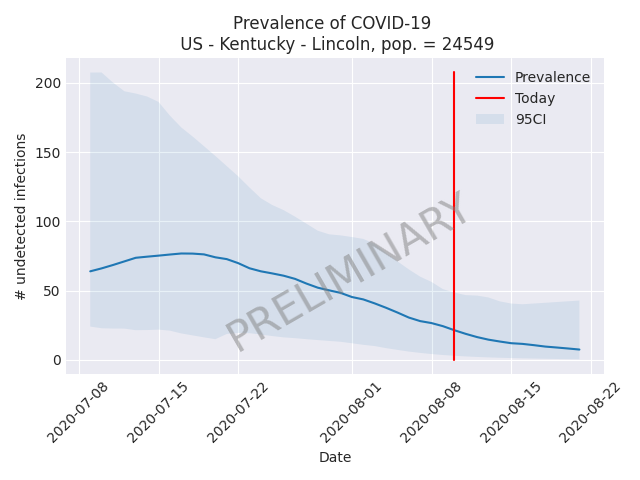 Prevalence of COVID-19
US - Kentucky - Lincoln, pop. = 24549
Prevalence
Today
95CI
200
150
100
50
0
# undetected infections
PRELIMINARY
2020-07-08
2020-07-15
2020-07-22
2020-08-01
2020-08-08
2020-08-15
2020-08-22
Date